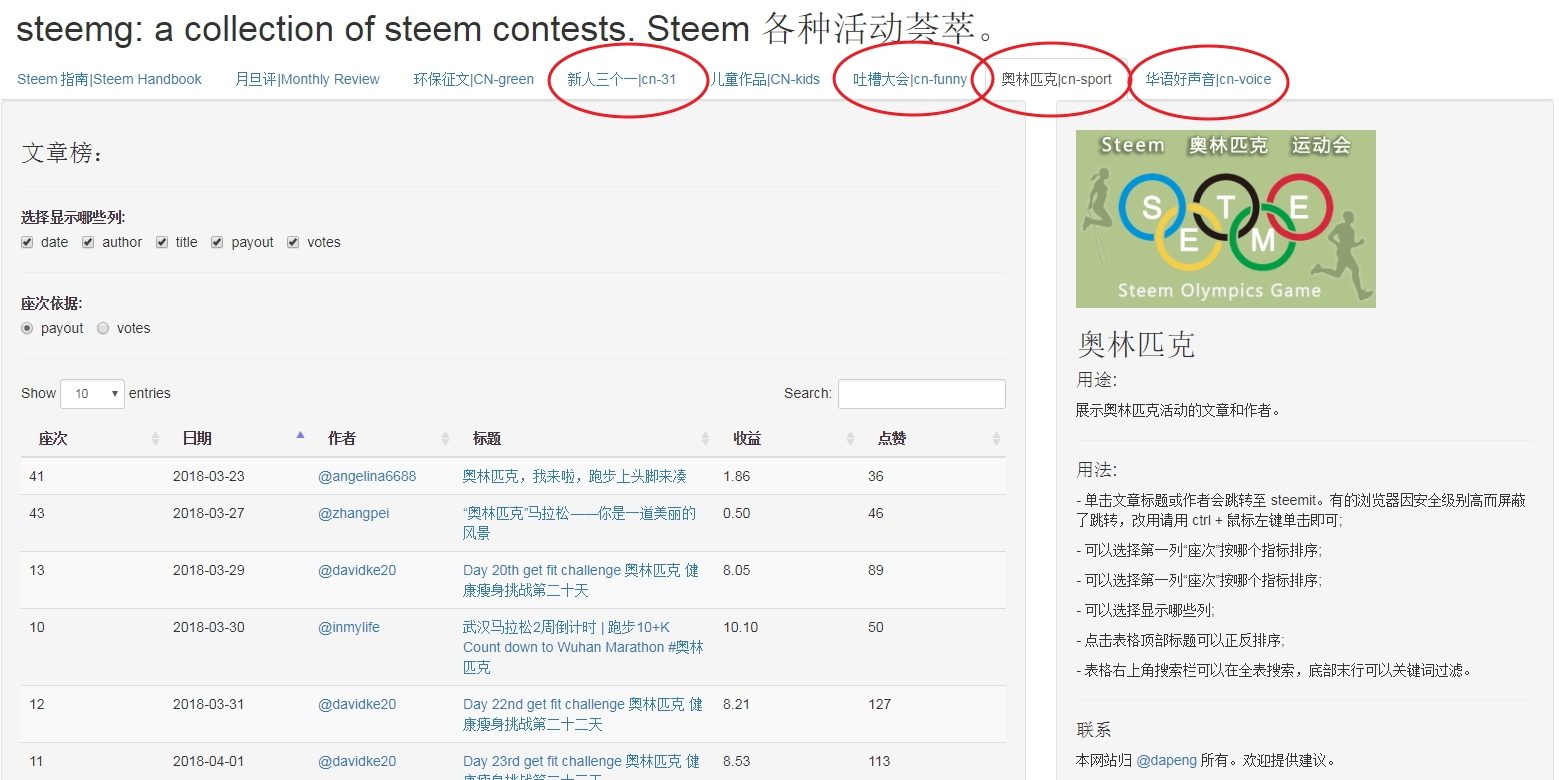 steemg: a collection of steem contests. Steem 各种活动荟萃。
Steem 指南|Steem Handbook 月旦评|Monthly Review 环保征文|CN-green 新人三个一|cn-31 儿童作品|CN-kids 吐槽大会|cn-funny 奥林匹克|cn-sport 华语好声音|cn-voice
文章榜:
选择显示哪些列:
date author title payout votes
座次依据:
payout votes
Show 10 entries
Search:
座次 日期 作者 标题 收益 点赞
41 2018-03-23 @angelina6688 奥林匹克，我来啦，跑步上头脚来凑 1.86 36
43 2018-03-27 @zhangpei “奥林匹克”马拉松——你是一道美丽的 0.50 46
风景
13 2018-03-29 @davidke20 Day 20th get fit challenge 奥林匹克 健 8.05 89
康瘦身挑战第二十天
10 2018-03-30 @inmylife 武汉马拉松2周倒计时 | 跑步10+K 10.10 50
Count down to Wuhan Marathon #奥林
匹克
12 2018-03-31 @davidke20 Day 22nd get fit challenge 奥林匹克 健 8.21 127
康瘦身挑战第二十二天
11 2018-04-01 @davidke20 Day 23rd get fit challenge 奥林匹克 健 8.53 113
康瘦身挑战第二十三天
Steem 奥林匹克 运动会
S T E
E M
Steem Olympics Game
奥林匹克
用途:
展示奥林匹克活动的文章和作者。
用法:
- 单击文章标题或作者会跳转至 steemit。有的浏览器因安全级别高而屏蔽
了跳转，改用请用 ctrl + 鼠标左键单击即可;
- 可以选择第一列“座次”按哪个指标排序;
- 可以选择第一列“座次”按哪个指标排序;
- 可以选择显示哪些列;
- 点击表格顶部标题可以正反排序;
- 表格右上角搜索栏可以在全表搜索，底部末行可以关键词过滤。
联系
本网站归 @dapeng 所有。欢迎提供建议。